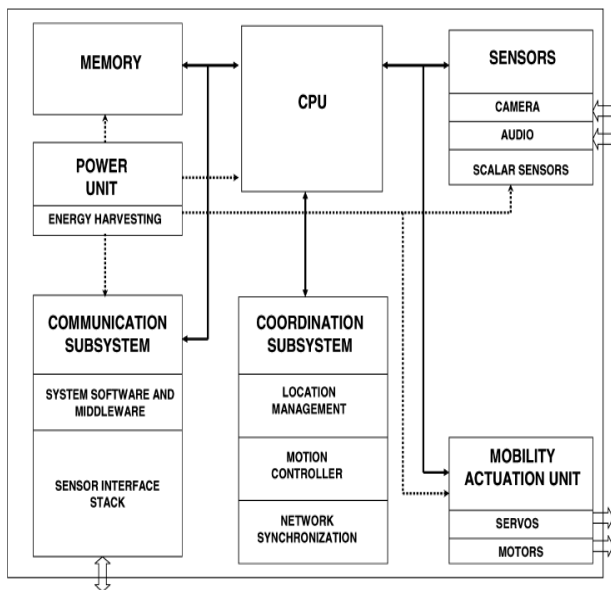 MEMORY
CPU
SENSORS
CAMERA
AUDIO
SCALAR SENSORS
POWER
UNIT
ENERGY HARVESTING
COMMUNICATION
SUBSYSTEM
SYSTEM SOFTWARE AND
MIDDLEWARE
SENSOR INTERFACE
STACK
COORDINATION
SUBSYSTEM
LOCATION
MANAGEMENT
MOTION
CONTROLLER
NETWORK
SYNCHRONIZATION
MOBILITY
ACTUATION UNIT
SERVOS
MOTORS